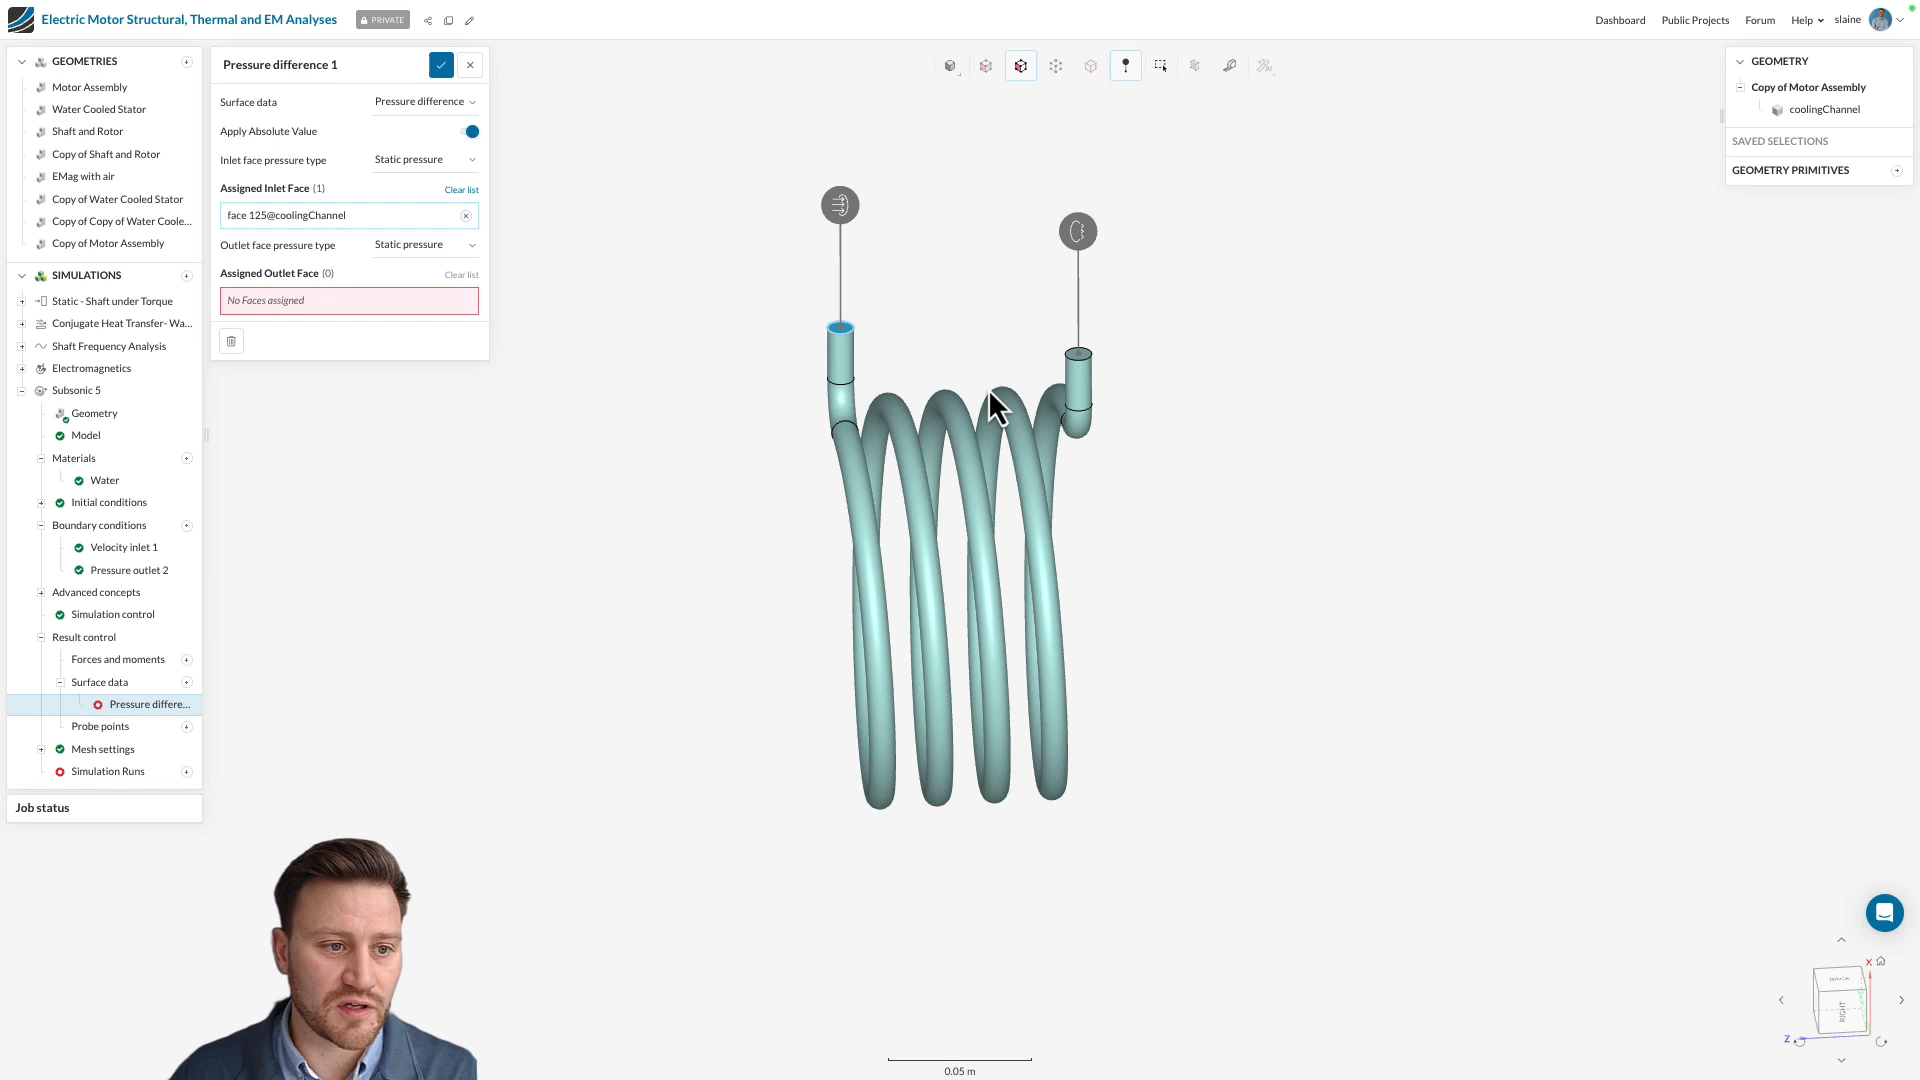 Electric Motor Structural, Thermal and EM Analyses
PRIVATE
Dashboard
Public Projects
Forum
Help
slaine
GEOMETRIES
Motor Assembly
Water Cooled Stator
Shaft and Rotor
Copy of Shaft and Rotor
EMag with air
Copy of Water Cooled Stator
Copy of Copy of Water Coole...
Copy of Motor Assembly
SIMULATIONS
Static - Shaft under Torque
Conjugate Heat Transfer- Wa...
Shaft Frequency Analysis
Electromagnetics
Subsonic 5
Geometry
Model
Materials
Water
Initial conditions
Boundary conditions
Velocity inlet 1
Pressure outlet 2
Advanced concepts
Simulation control
Result control
Forces and moments
Surface data
Pressure differe...
Probe points
Mesh settings
Simulation Runs
Job status
Pressure difference 1
Surface data
Pressure difference
Apply Absolute Value
Inlet face pressure type
Static pressure
Assigned Inlet Face (1)
Clear list
face 125@coolingChannel
Outlet face pressure type
Static pressure
Assigned Outlet Face (0)
Clear list
No Faces assigned
GEOMETRY
Copy of Motor Assembly
coolingChannel
SAVED SELECTIONS
GEOMETRY PRIMITIVES
0.05 m
X
BACK
RIGHT
Z